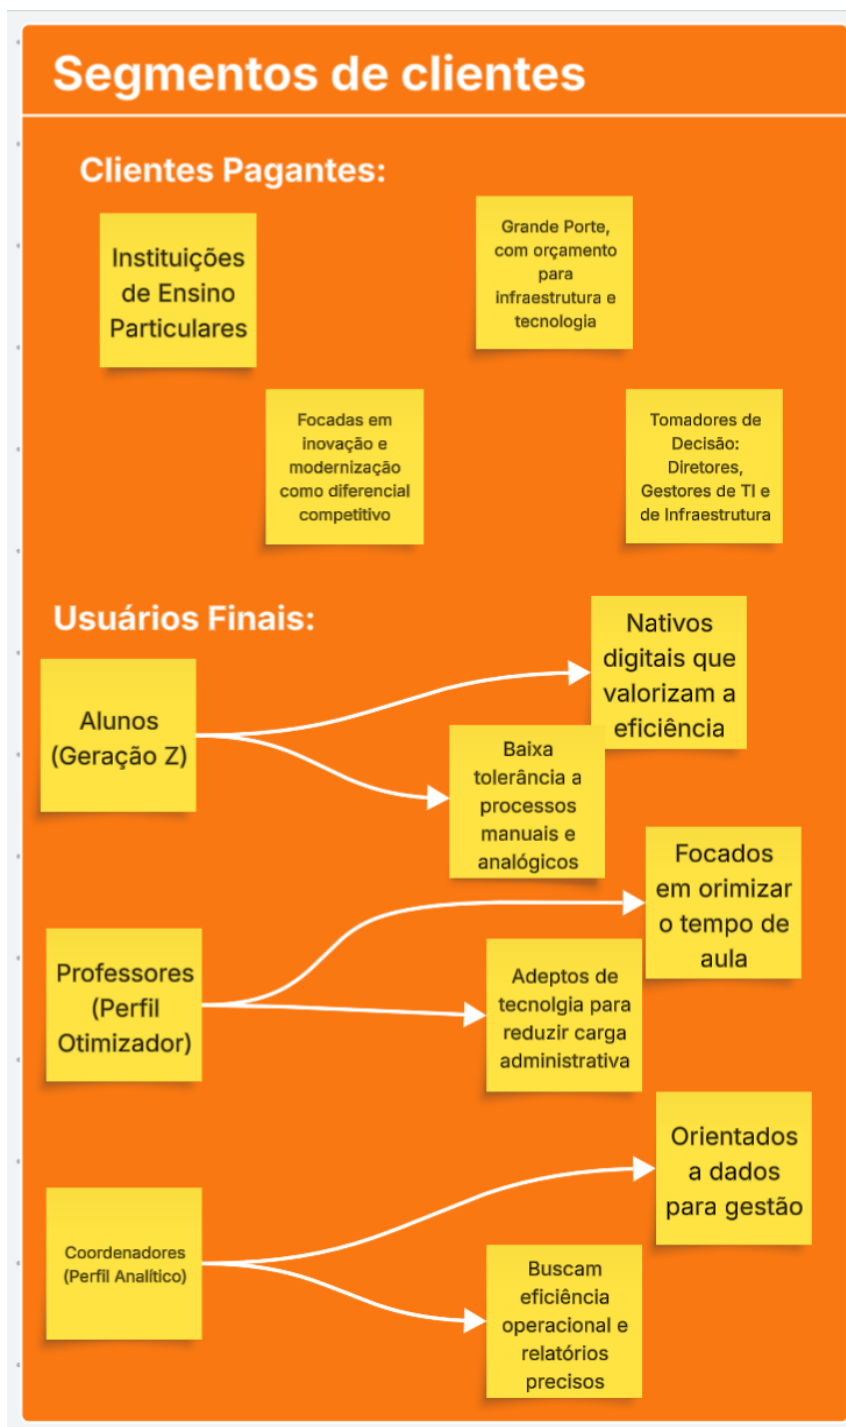 Segmentos de clientes
Clientes Pagantes:
Instituições
de Ensino
Particulares
Grande Porte,
com orçamento
para
infraestrutura e
tecnologia
Focadas em
inovação e
modernização
como diferencial
competitivo
Tomadores de
Decisão:
Diretores,
Gestores de TI e
de Infraestrutura
Usuários Finais:
Alunos
(Geração Z)
Nativos
digitais que
valorizam a
eficiência
Baixa
tolerância a
processos
manuais e
analógicos
Professores
(Perfil
Otimizador)
Focados
em orimizar
o tempo de
aula
Adeptos de
tecnolgia para
reduzir carga
administrativa
Coordenadores
(Perfil Analítico)
Orientados
a dados
para gestão
Buscam
eficiência
operacional e
relatórios
precisos